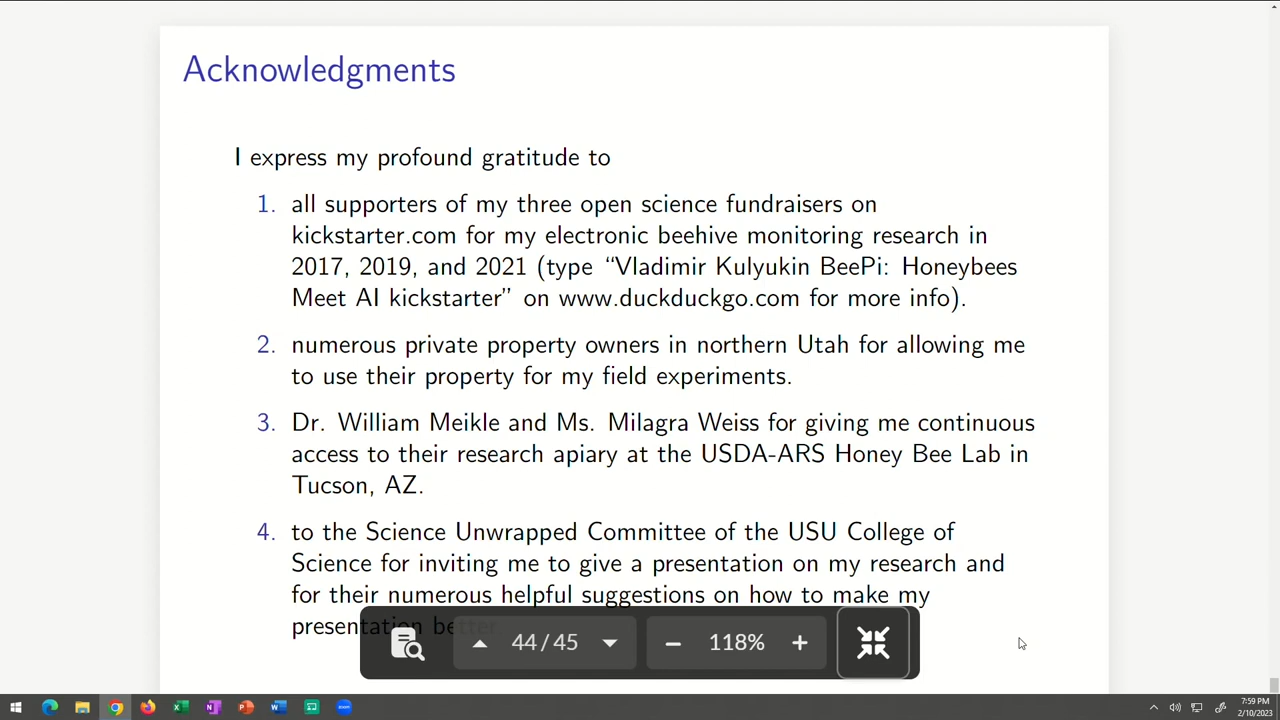 Acknowledgments
I express my profound gratitude to
1. all supporters of my three open science fundraisers on
kickstarter.com for my electronic beehive monitoring research in
2017, 2019, and 2021 (type “Vladimir Kulyukin BeePi: Honeybees
Meet AI kickstarter” on www.duckduckgo.com for more info).
2. numerous private property owners in northern Utah for allowing me
to use their property for my field experiments.
3. Dr. William Meikle and Ms. Milagra Weiss for giving me continuous
access to their research apiary at the USDA-ARS Honey Bee Lab in
Tucson, AZ.
4. to the Science Unwrapped Committee of the USU College of
Science for inviting me to give a presentation on my research and
for their numerous helpful suggestions on how to make my
presentation better
44/45
118%
7:59 PM
2/10/2023